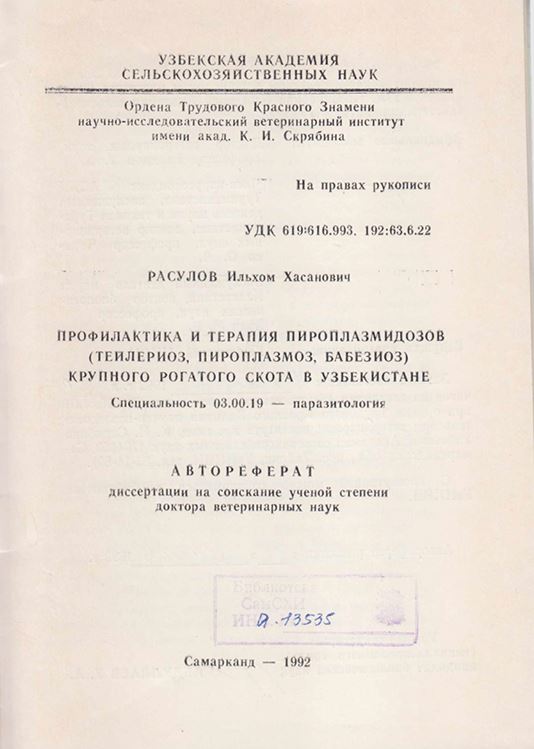 УЗБЕКСКАЯ АКАДЕМИЯ
СЕЛЬСКОХОЗЯЙСТВЕННЫХ НАУК
Ордена Трудового Красного Знамени
научно-исследовательский ветеринарный институт
имени акад. К. И. Скрябина
На правах рукописи
УДК 619:616.993. 192:63.6.22
РАСУЛОВ Ильхом Хасанович
ПРОФИЛАКТИКА И ТЕРАПИЯ ПИРОПЛАЗМИДОЗОВ
(ТЕЙЛЕРИОЗ, ПИРОПЛАЗМОЗ, БАБЕЗИОЗ)
КРУПНОГО РОГАТОГО СКОТА В УЗБЕКИСТАНЕ
Специальность 03.00.19 — паразитология
АВТОРЕФЕРАТ
диссертации на соискание ученой степени
доктора ветеринарных наук
Д-13535
Самарканд — 1992